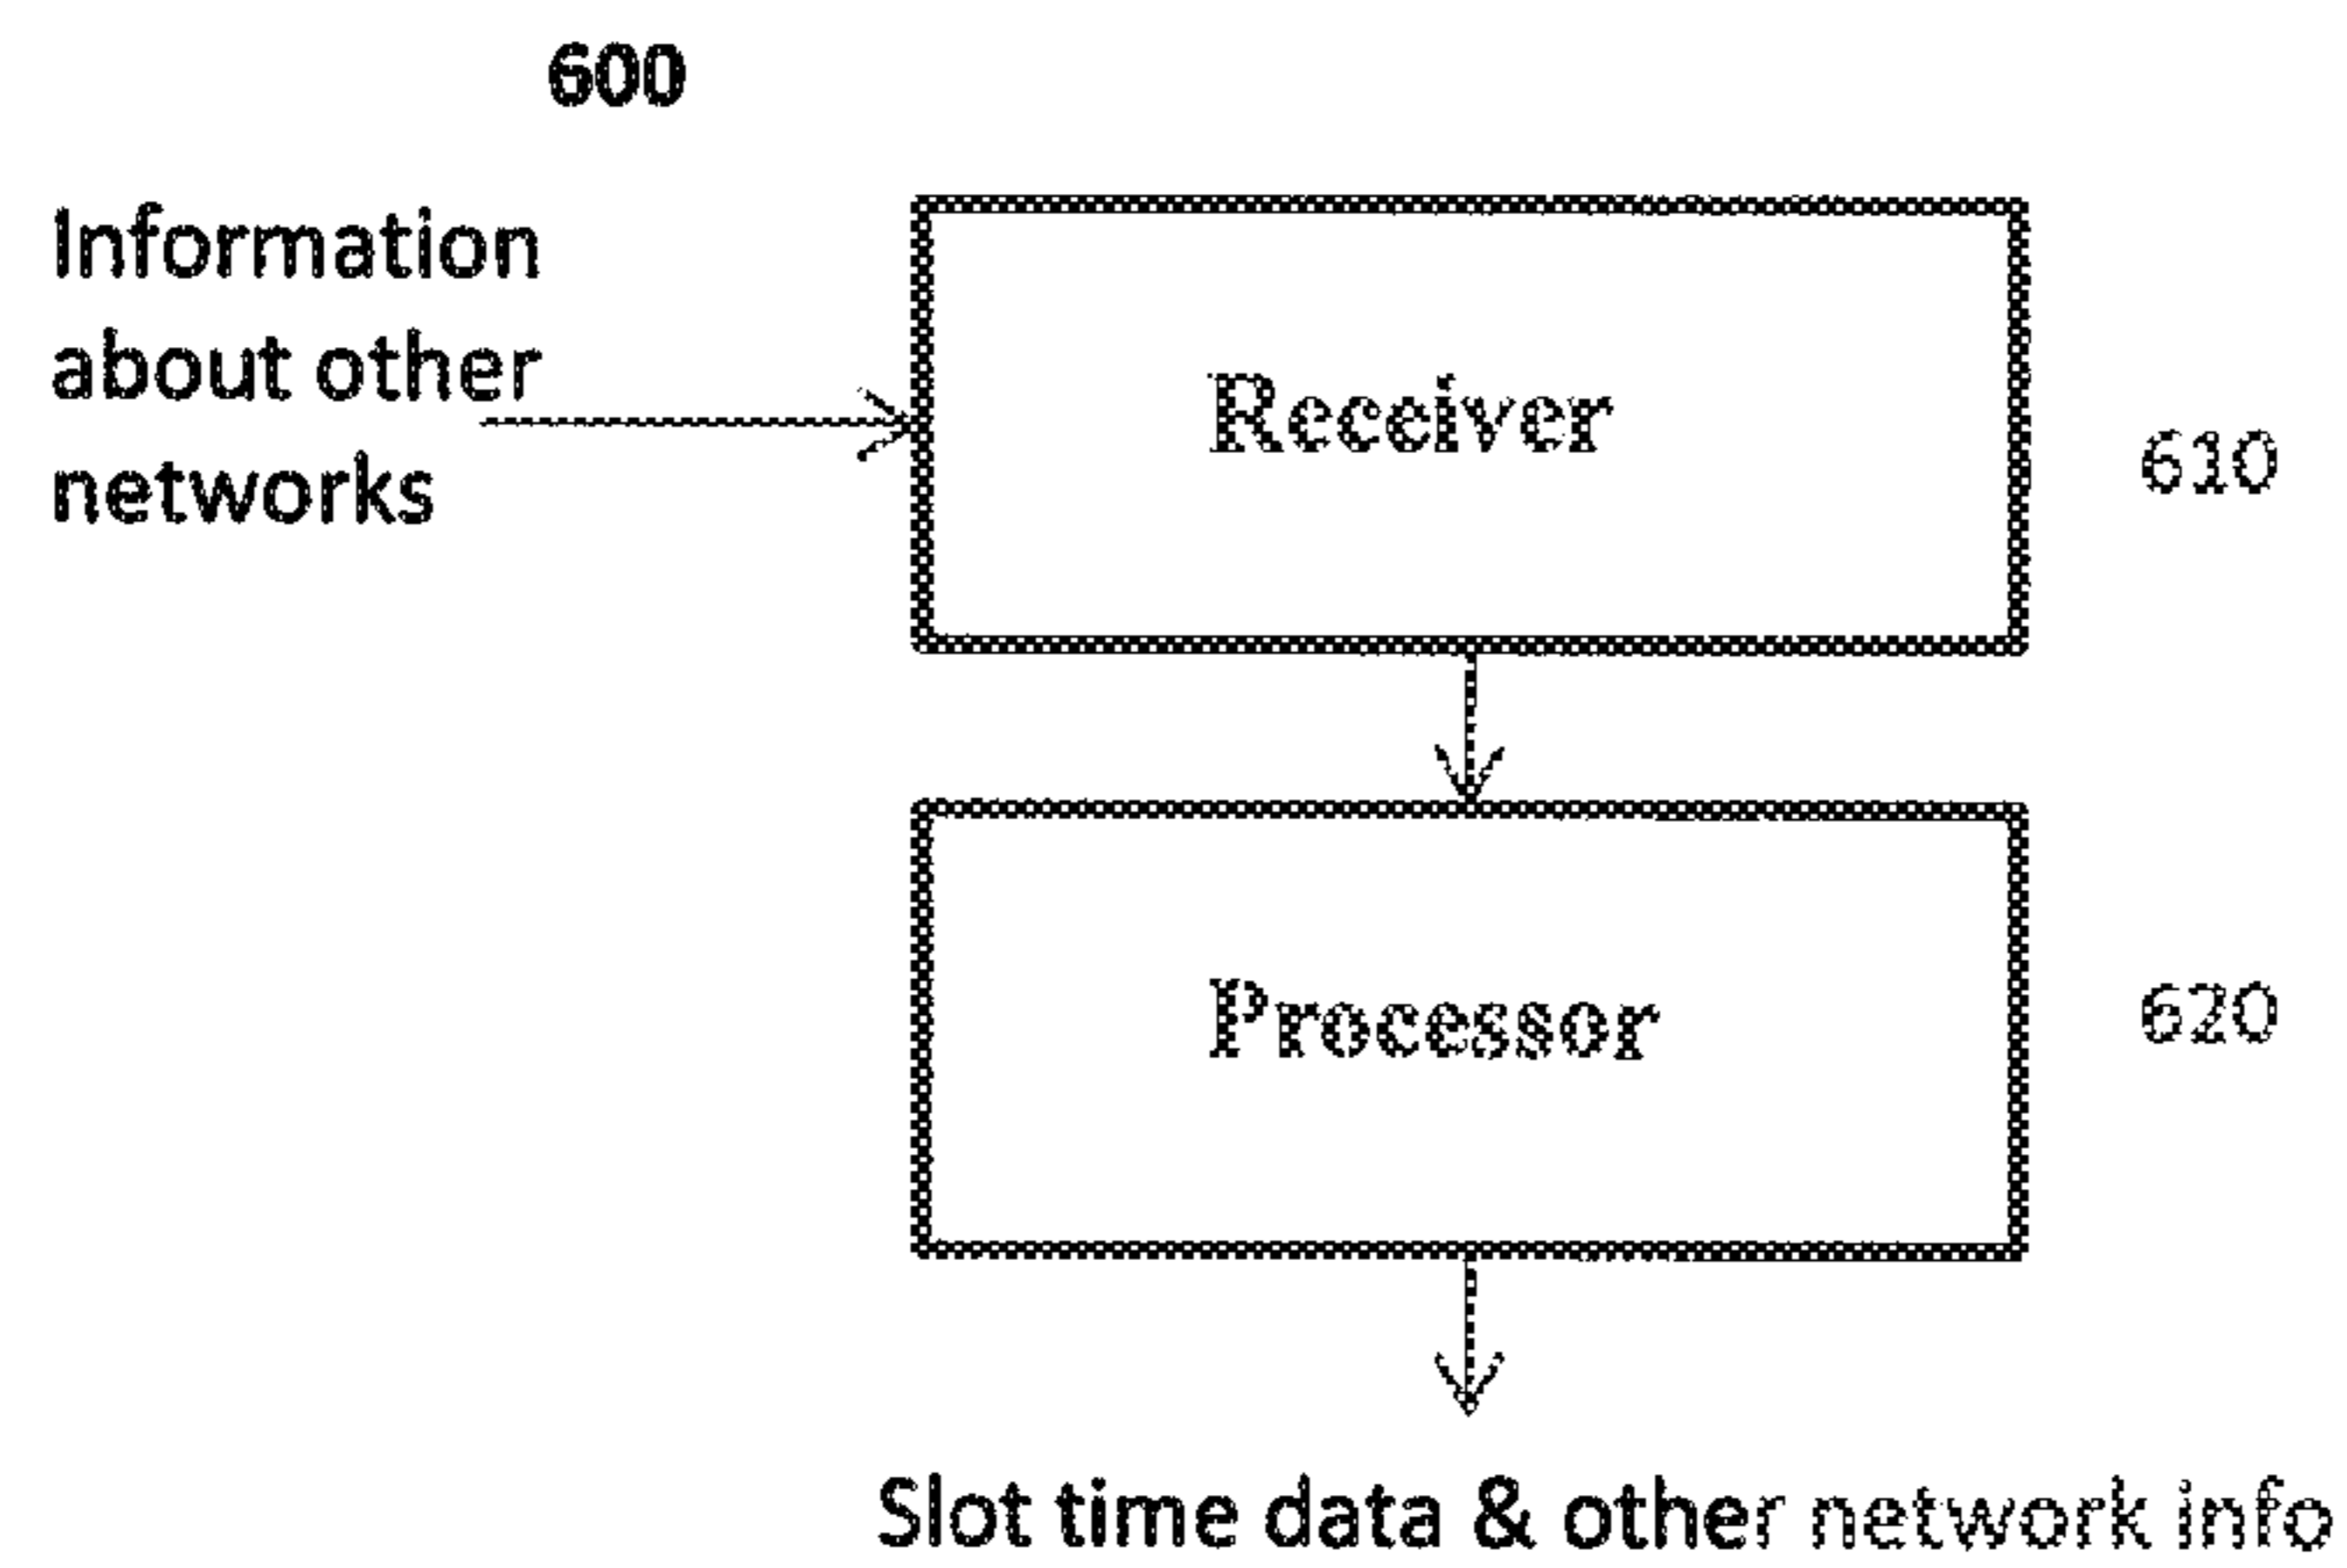 600
Information
about other
networks
Receiver
610
Processor
620
Slot time data & other network info